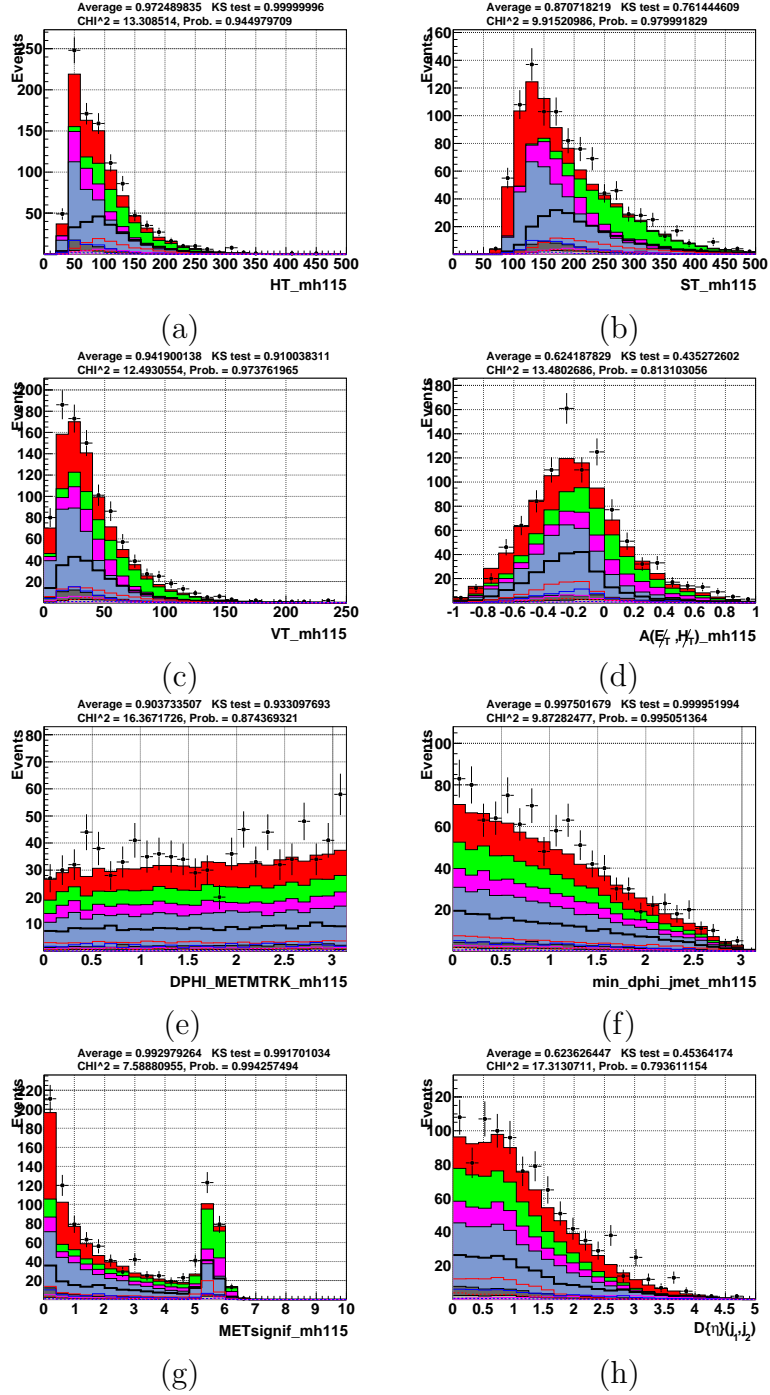 Average = 0.972489835 KS test = 0.99999996
CHI^2 = 13.308514, Prob. = 0.944979709
Events
250
200
150
100
50
0 50 100 150 200 250 300 350 400 450 500
HT_mh115
(a)
Average = 0.870718219 KS test = 0.761444609
CHI^2 = 9.91520986, Prob. = 0.979991829
Events
160
140
120
100
80
60
40
20
0 50 100 150 200 250 300 350 400 450 500
ST_mh115
(b)
Average = 0.941900138 KS test = 0.910038311
CHI^2 = 12.4930554, Prob. = 0.973761965
Events
200
180
160
140
120
100
80
60
40
20
0 50 100 150 200 250
VT_mh115
(c)
Average = 0.624187829 KS test = 0.435272602
CHI^2 = 13.4802686, Prob. = 0.813103056
Events
180
160
140
120
100
80
60
40
20
-1 -0.8 -0.6 -0.4 -0.2 0 0.2 0.4 0.6 0.8 1
A(E̸T ,H̸T)_mh115
(d)
Average = 0.903733507 KS test = 0.933097693
CHI^2 = 16.3671726, Prob. = 0.874369321
Events
80
70
60
50
40
30
20
10
0 0.5 1 1.5 2 2.5 3
DPHI_METMTRK_mh115
(e)
Average = 0.997501679 KS test = 0.999951994
CHI^2 = 9.87282477, Prob. = 0.995051364
Events
100
80
60
40
20
0 0.5 1 1.5 2 2.5 3
min_dphi_jmet_mh115
(f)
Average = 0.992979264 KS test = 0.991701034
CHI^2 = 7.58880955, Prob. = 0.994257494
Events
220
200
180
160
140
120
100
80
60
40
20
0
0 1 2 3 4 5 6 7 8 9 10
METsignif_mh115
(g)
Average = 0.623626447 KS test = 0.45364174
CHI^2 = 17.3130711, Prob. = 0.793611154
Events
120
100
80
60
40
20
0 0.5 1 1.5 2 2.5 3 3.5 4 4.5 5
D{η}(j1,j2)
(h)